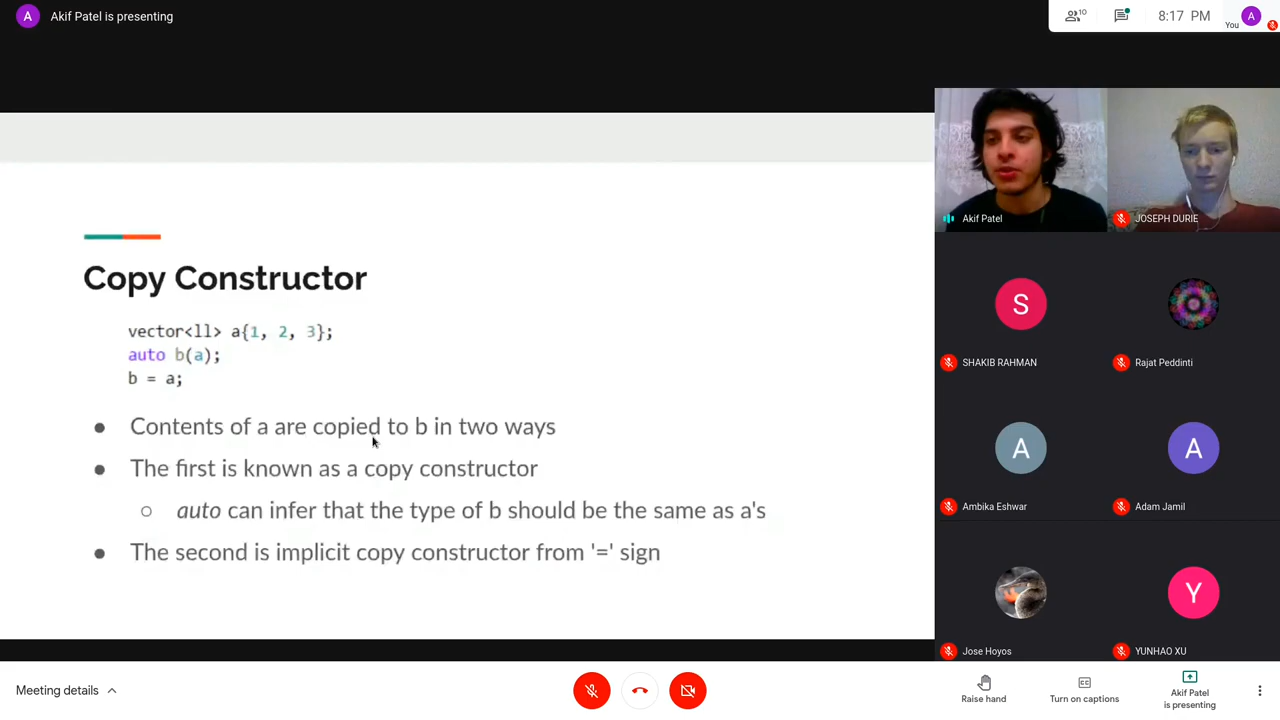 A
Akif Patel is presenting
10
8:17 PM
You
A
Copy Constructor
vector<ll> a{1, 2, 3};
auto b(a);
b = a;
● Contents of a are copied to b in two ways
● The first is known as a copy constructor
○ auto can infer that the type of b should be the same as a's
● The second is implicit copy constructor from '=' sign
Akif Patel
JOSEPH DURIE
S
SHAKIB RAHMAN
Rajat Peddinti
A
Ambika Eshwar
A
Adam Jamil
Jose Hoyos
Y
YUNHAO XU
Meeting details
Raise hand
CC
Turn on captions
Akif Patel
is presenting